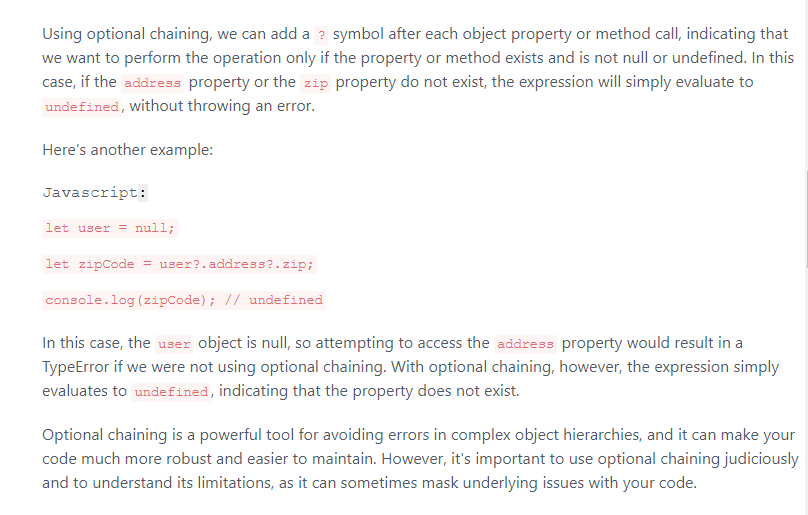 Using optional chaining, we can add a ? symbol after each object property or method call, indicating that
we want to perform the operation only if the property or method exists and is not null or undefined. In this
case, if the address property or the zip property do not exist, the expression will simply evaluate to
undefined, without throwing an error.
Here's another example:
Javascript:
let user = null;
let zipCode = user?.address?.zip;
console.log(zipCode); // undefined
In this case, the user object is null, so attempting to access the address property would result in a
TypeError if we were not using optional chaining. With optional chaining, however, the expression simply
evaluates to undefined, indicating that the property does not exist.
Optional chaining is a powerful tool for avoiding errors in complex object hierarchies, and it can make your
code much more robust and easier to maintain. However, it's important to use optional chaining judiciously
and to understand its limitations, as it can sometimes mask underlying issues with your code.